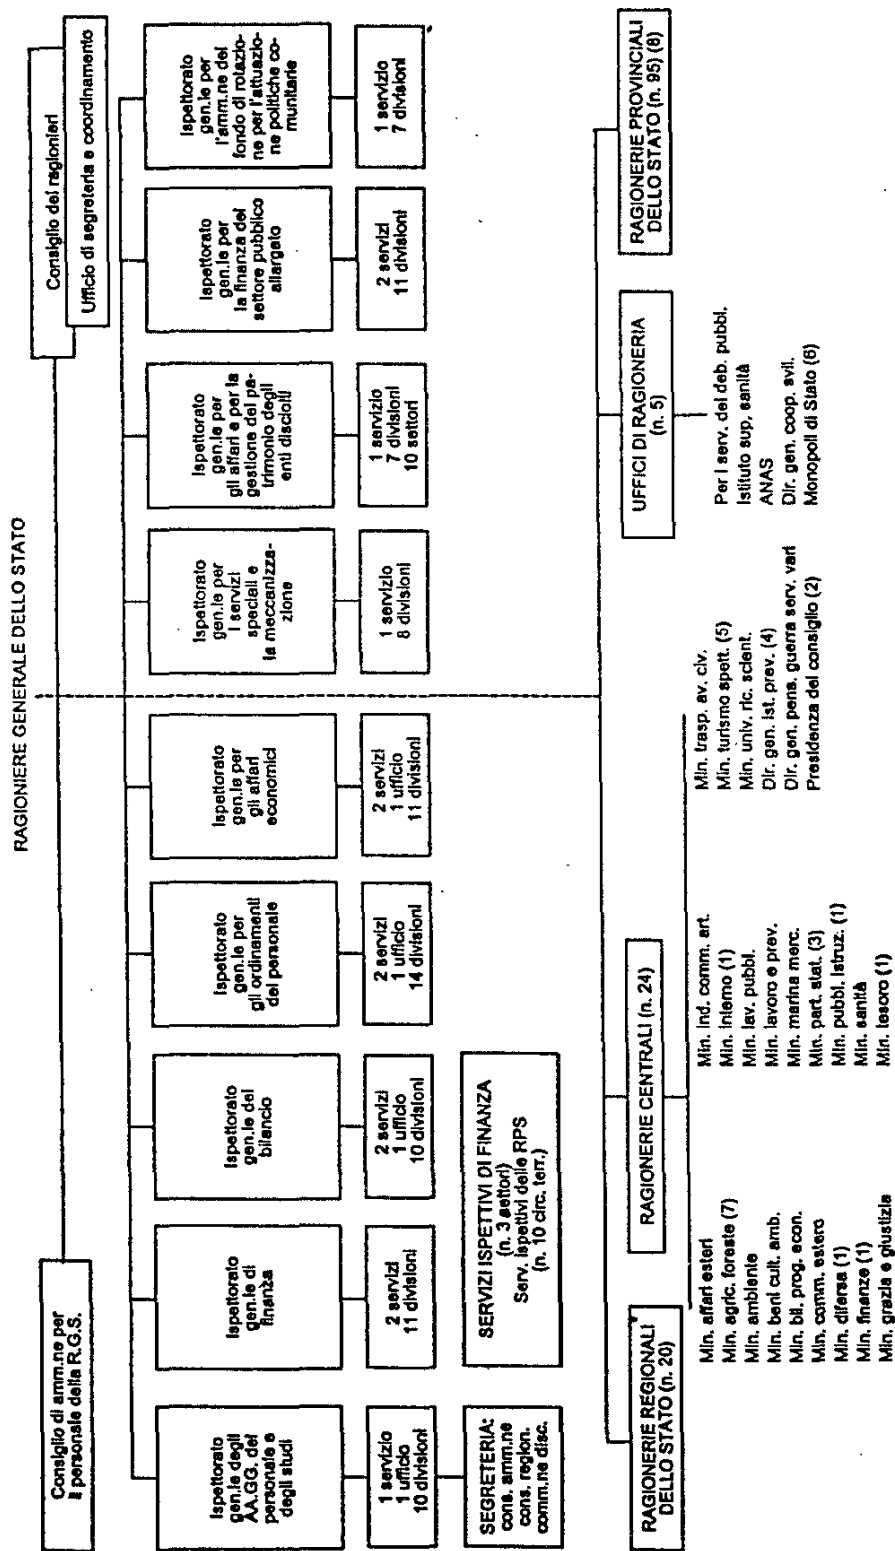 RAGIONIERE GENERALE DELLO STATO
Consiglio di amm.ne per
il personale della R.G.S.
Consiglio dei ragionieri
Ufficio di segreteria e coordinamento
Ispettorato
gen.le degli
AA.GG. del
personale e
degli studi
1 servizio
1 ufficio
10 divisioni
SEGRETERIA:
cons. amm.ne
cons. region.
comm.ne disc.
Ispettorato
gen.le di
finanza
2 servizi
11 divisioni
Ispettorato
gen.le del
bilancio
2 servizi
1 ufficio
10 divisioni
SERVIZI ISPETTIVI DI FINANZA
(n. 3 settori)
Serv. ispettivi delle RPS
(n. 10 circ. terr.)
Ispettorato
gen.le per
gli ordinamenti
del personale
2 servizi
1 ufficio
14 divisioni
Ispettorato
gen.le per
gli affari
economici
2 servizi
1 ufficio
11 divisioni
Ispettorato
gen.le per
i servizi
speciali e
la meccanizza-
zione
1 servizio
8 divisioni
Ispettorato
gen.le per
gli affari e per la
gestione del pa-
trimonio degli
enti disciolti
1 servizio
7 divisioni
10 settori
Ispettorato
gen.le per
la finanza del
settore pubblico
allargato
2 servizi
11 divisioni
Ispettorato
gen.le per
l'amm.ne del
fondo di rotazio-
ne per l'attuazio-
ne politiche co-
munitarie
1 servizio
7 divisioni
RAGIONERIE REGIONALI
DELLO STATO (n. 20)
RAGIONERIE CENTRALI (n. 24)
Min. affari esteri
Min. agric. foreste (7)
Min. ambiente
Min. beni cult. amb.
Min. bil. prog. econ.
Min. comm. estero
Min. difersa (1)
Min. finanze (1)
Min. grazia e giustizia
Min. ind. comm. art.
Min. interno (1)
Min. lav. pubbl.
Min. lavoro e prev.
Min. marina merc.
Min. part. stat. (3)
Min. pubbl. istruz. (1)
Min. sanità
Min. tesoro (1)
Min. trasp. av. civ.
Min. turismo spett. (5)
Min. univ. ric. scient.
Dir. gen. ist. prev. (4)
Dir. gen. pens. guerra serv. vari
Presidenza del consiglio (2)
UFFICI DI RAGIONERIA
(n. 5)
Per i serv. del deb. pubbl.
Istituto sup. sanità
ANAS
Dir. gen. coop. svil.
Monopoli di Stato (6)
RAGIONERIE PROVINCIALI
DELLO STATO (n. 95) (8)